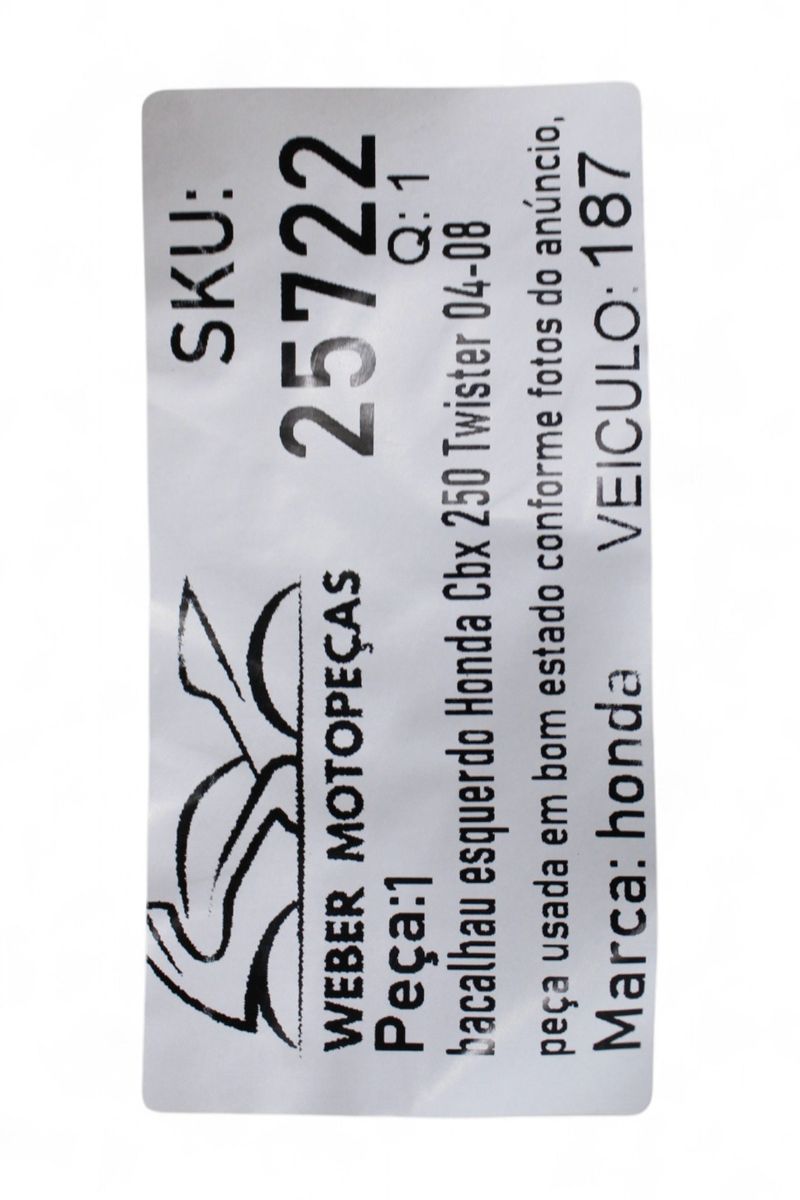 WEBER MOTOPEÇAS
SKU:
25722
Peça:1
Q: 1
bacalhau esquerdo Honda Cbx 250 Twister 04-08
peça usada em bom estado conforme fotos do anúncio,
Marca: honda
VEICULO: 187